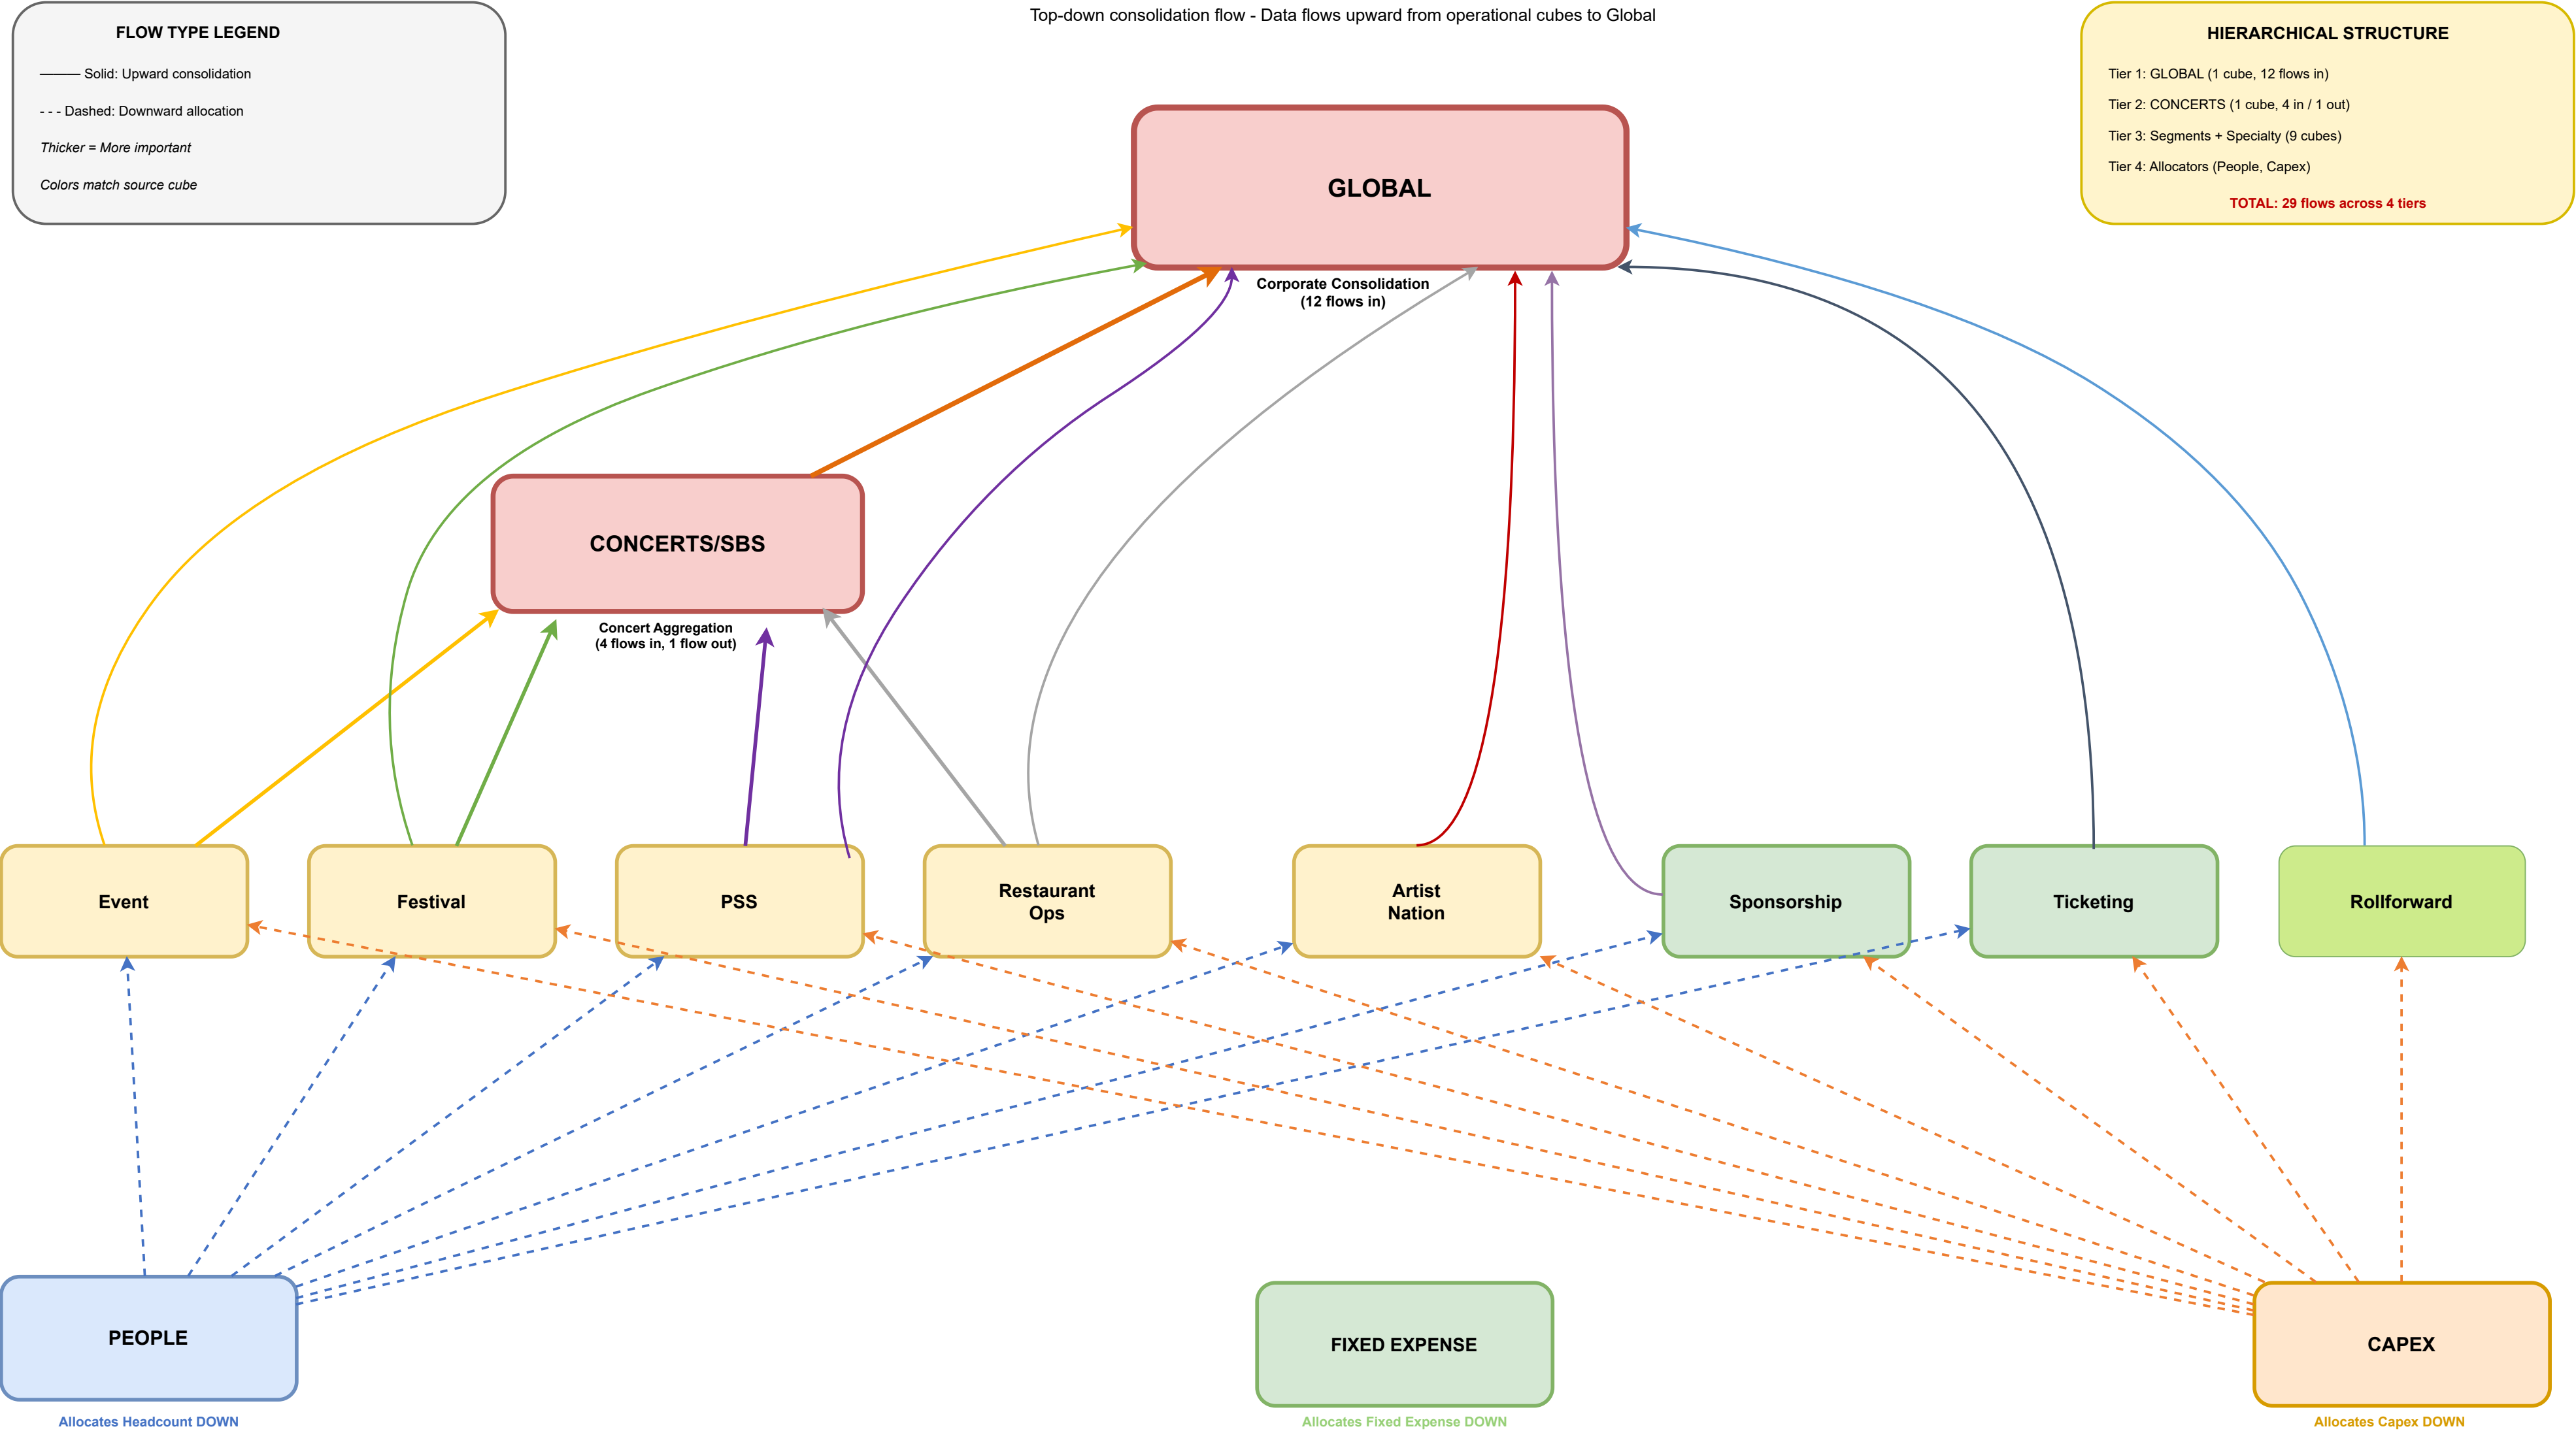 Top-down consolidation flow - Data flows upward from operational cubes to Global
FLOW TYPE LEGEND
Solid: Upward consolidation
- - - Dashed: Downward allocation
Thicker = More important
Colors match source cube
HIERARCHICAL STRUCTURE
Tier 1: GLOBAL (1 cube, 12 flows in)
Tier 2: CONCERTS (1 cube, 4 in / 1 out)
Tier 3: Segments + Specialty (9 cubes)
Tier 4: Allocators (People, Capex)
TOTAL: 29 flows across 4 tiers
GLOBAL
Corporate Consolidation
(12 flows in)
CONCERTS/SBS
Concert Aggregation
(4 flows in, 1 flow out)
Event
Festival
PSS
Restaurant
Ops
Artist
Nation
Sponsorship
Ticketing
Rollforward
PEOPLE
Allocates Headcount DOWN
FIXED EXPENSE
Allocates Fixed Expense DOWN
CAPEX
Allocates Capex DOWN